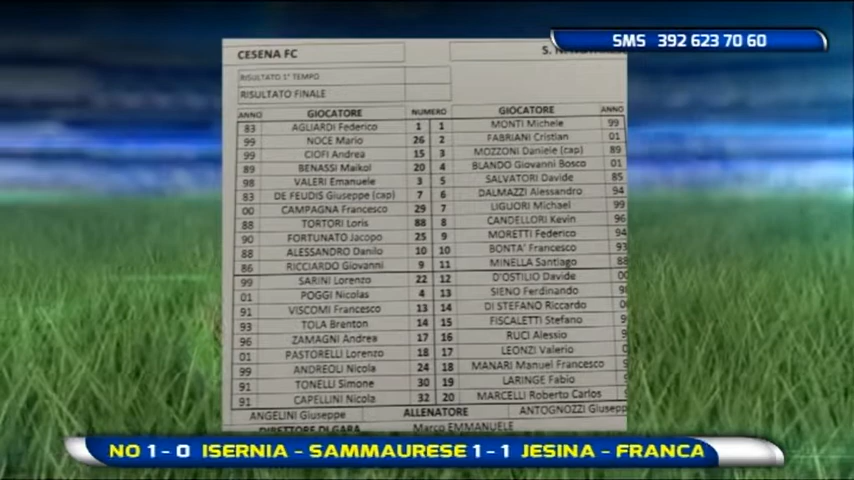 SMS 392 623 70 60
CESENA FC S.
RISULTATO 1° TEMPO
RISULTATO FINALE
ANNO GIOCATORE NUMERO GIOCATORE ANNO
83 AGLIARDI Federico 1 1 MONTI Michele 99
99 NOCE Mario 26 2 FABRIANI Cristian 01
99 CIOFI Andrea 15 3 MOZZONI Daniele (cap) 89
89 BENASSI Maikol 20 4 BLANDO Giovanni Bosco 01
98 VALERI Emanuele 3 5 SALVATORI Davide 85
83 DE FEUDIS Giuseppe (cap) 7 6 DALMAZZI Alessandro 94
00 CAMPAGNA Francesco 29 7 LIGUORI Michael 99
88 TORTORI Loris 88 8 CANDELLORI Kevin 96
90 FORTUNATO Jacopo 25 9 MORETTI Federico 94
88 ALESSANDRO Danilo 10 10 BONTA' Francesco 93
86 RICCIARDO Giovanni 9 11 MINELLA Santiago 88
99 SARINI Lorenzo 22 12 D'OSTILIO Davide 00
01 POGGI Nicolas 4 13 SIENO Ferdinando
91 VISCOMI Francesco 13 14 DI STEFANO Riccardo
93 TOLA Brenton 14 15 FISCALETTI Stefano
96 ZAMAGNI Andrea 17 16 RUCI Alessio
01 PASTORELLI Lorenzo 18 17 LEONZI Valerio
99 ANDREOLI Nicola 24 18 MANARI Manuel Francesco
91 TONELLI Simone 30 19 LARINGE Fabio
91 CAPELLINI Nicola 32 20 MARCELLI Roberto Carlos
ANGELINI Giuseppe ALLENATORE ANTOGNOZZI Giusepp
DIRETTORE DI GARA Marco EMMANUELE
NO 1 - 0 ISERNIA - SAMMAURESE 1 - 1 JESINA - FRANCA